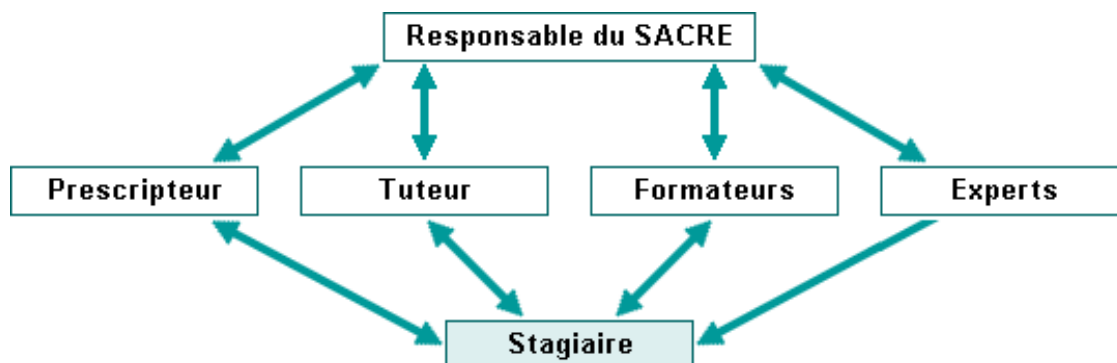 Responsable du SACRE
Prescripteur
Tuteur
Formateurs
Experts
Stagiaire